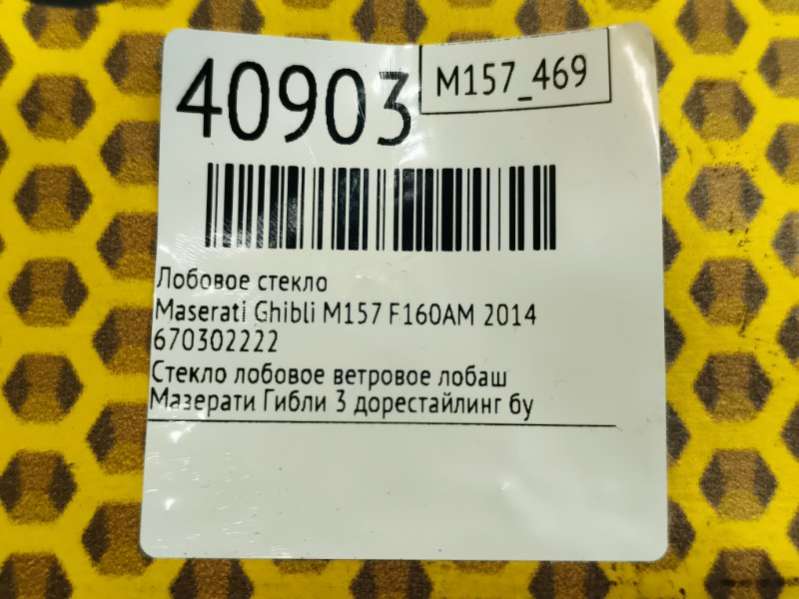 40903
M157_469
Лобовое стекло
Maserati Ghibli M157 F160AM 2014
670302222
Стекло лобовое ветровое лобаш
Мазерати Гибли 3 дорестайлинг бу